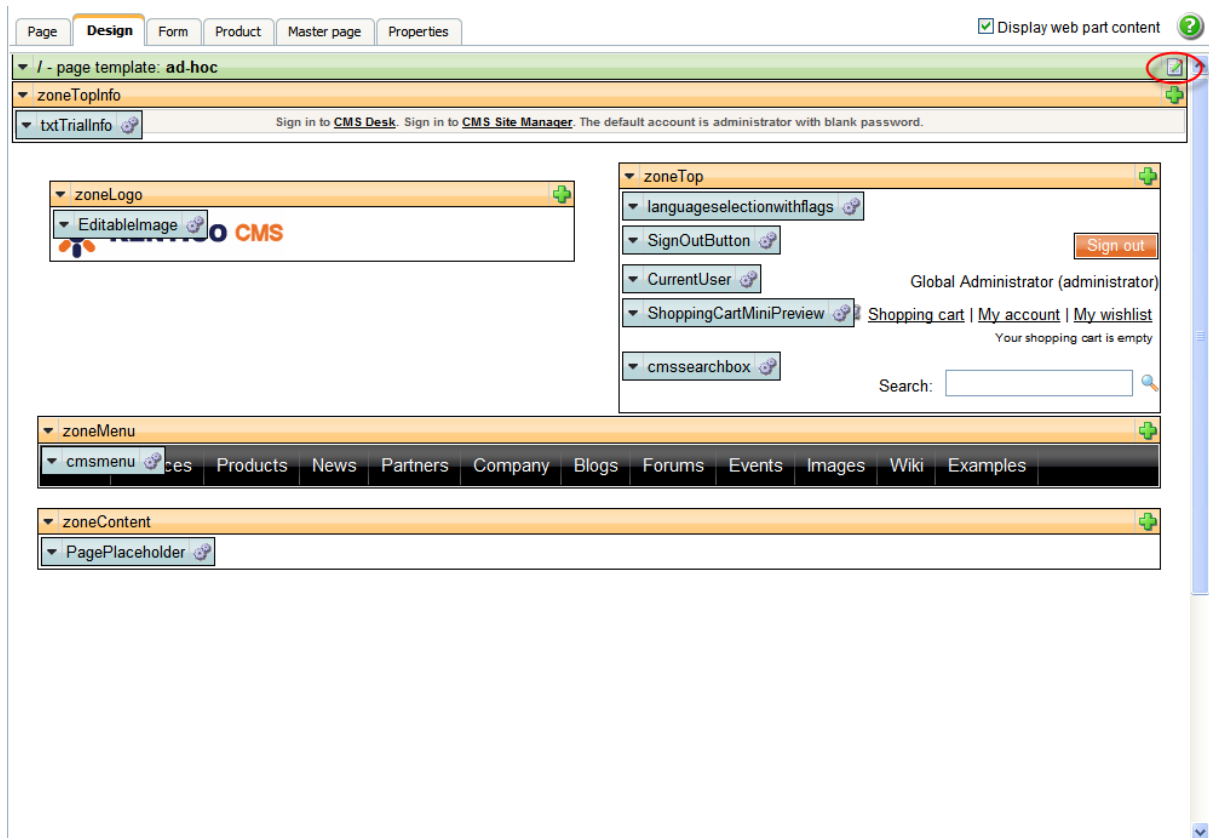 Page Design Form Product Master page Properties Display web part content
/ - page template: ad-hoc
zoneTopInfo
txtTrialInfo Sign in to CMS Desk. Sign in to CMS Site Manager. The default account is administrator with blank password.
zoneLogo
EditableImage
CMS
zoneTop
languageselectionwithflags
SignOutButton Sign out
CurrentUser Global Administrator (administrator)
ShoppingCartMiniPreview Shopping cart | My account | My wishlist
Your shopping cart is empty
cmssearchbox
Search:
zoneMenu
cmsmenu ces Products News Partners Company Blogs Forums Events Images Wiki Examples
zoneContent
PagePlaceholder